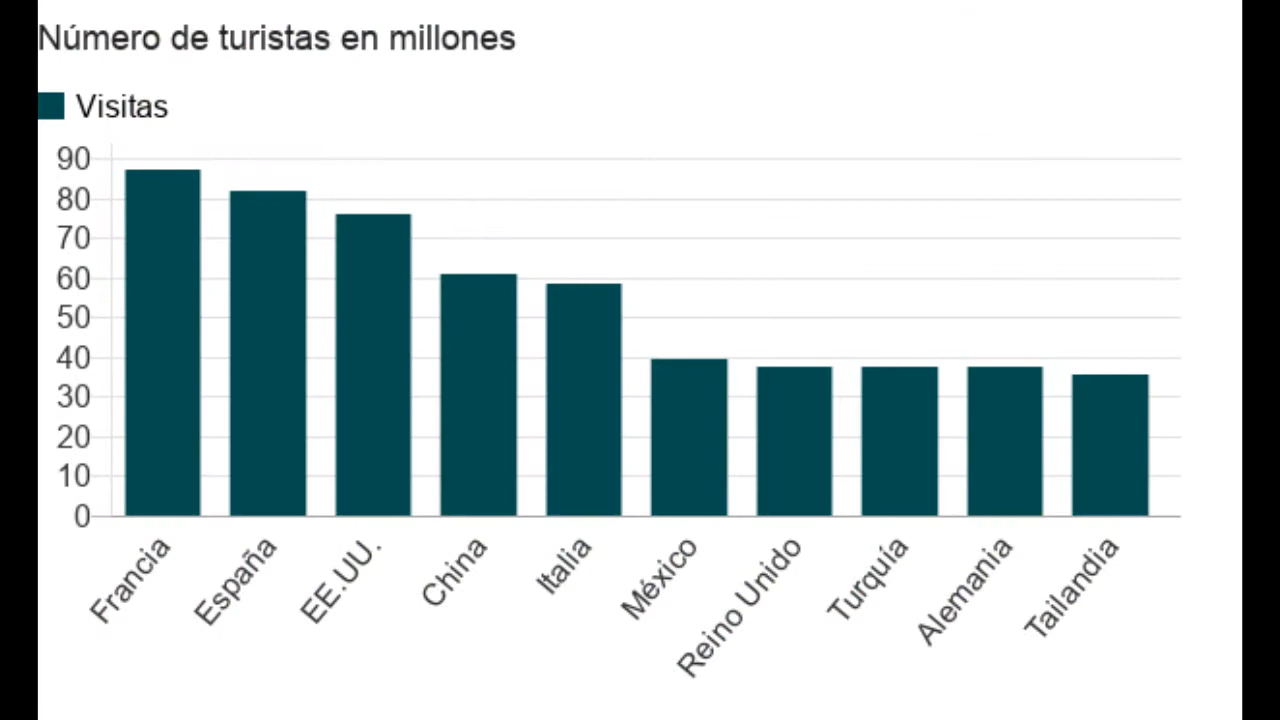 Número de turistas en millones
Visitas
90
80
70
60
50
40
30
20
10
0
Francia
España
EE.UU.
China
Italia
México
Reino Unido
Turquía
Alemania
Tailandia